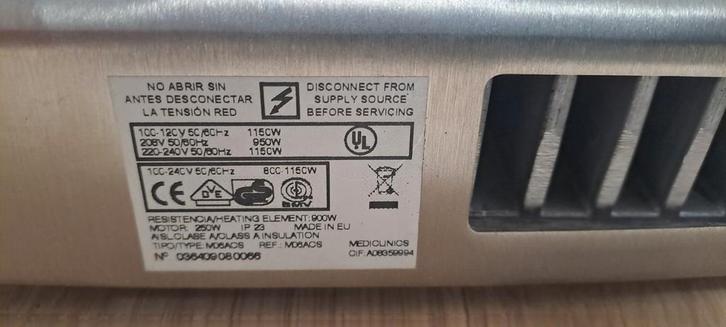 NO ABRIR SIN
ANTES DESCONECTAR
LA TENSIÓN RED
DISCONNECT FROM
SUPPLY SOURCE
BEFORE SERVICING
100-120V 50/60Hz 1150W
208V 50/60Hz 950W
220-240V 50/60Hz 1150W
UL
100-240V 50/60Hz 800-1150W
CE
RESISTENCIA/HEATING ELEMENT: 900W
MOTOR: 250W IP 23 MADE IN EU
AISL.CLASE A/CLASS A INSULATION
TIPO/TYPE: M06ACS REF.: M06ACS MEDICLINICS
Nº 036409080066 CIF: A08359994